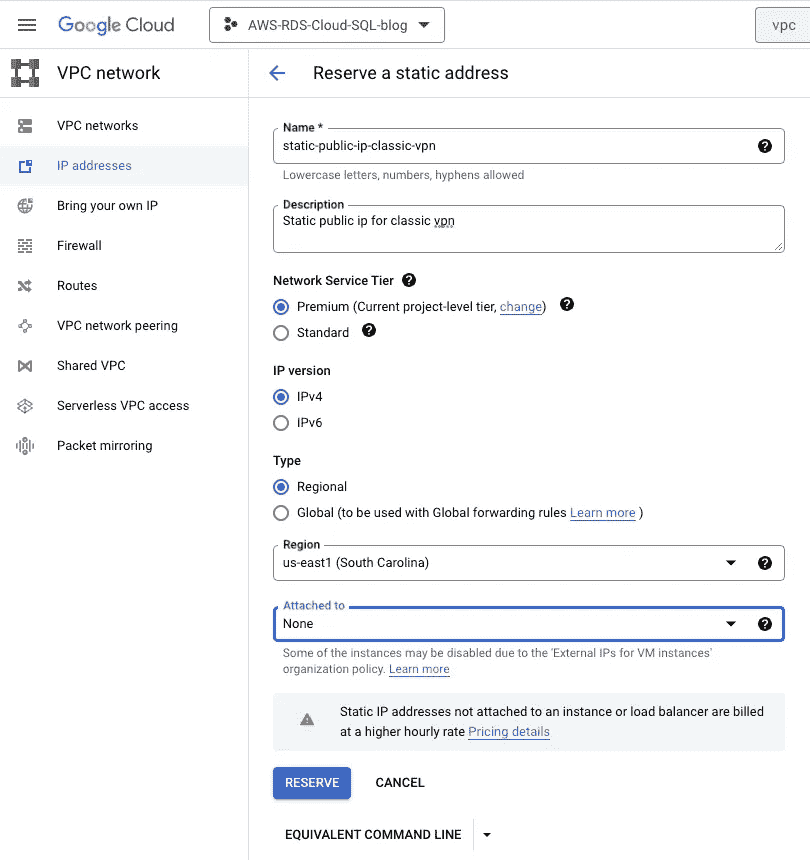 Google Cloud
AWS-RDS-Cloud-SQL-blog
vpc
VPC network
Reserve a static address
VPC networks
IP addresses
Bring your own IP
Firewall
Routes
VPC network peering
Shared VPC
Serverless VPC access
Packet mirroring
Name *
static-public-ip-classic-vpn
Lowercase letters, numbers, hyphens allowed
Description
Static public ip for classic vpn
Network Service Tier
Premium (Current project-level tier, change)
Standard
IP version
IPv4
IPv6
Type
Regional
Global (to be used with Global forwarding rules Learn more )
Region
us-east1 (South Carolina)
Attached to
None
Some of the instances may be disabled due to the 'External IPs for VM instances'
organization policy. Learn more
Static IP addresses not attached to an instance or load balancer are billed
at a higher hourly rate Pricing details
RESERVE
CANCEL
EQUIVALENT COMMAND LINE